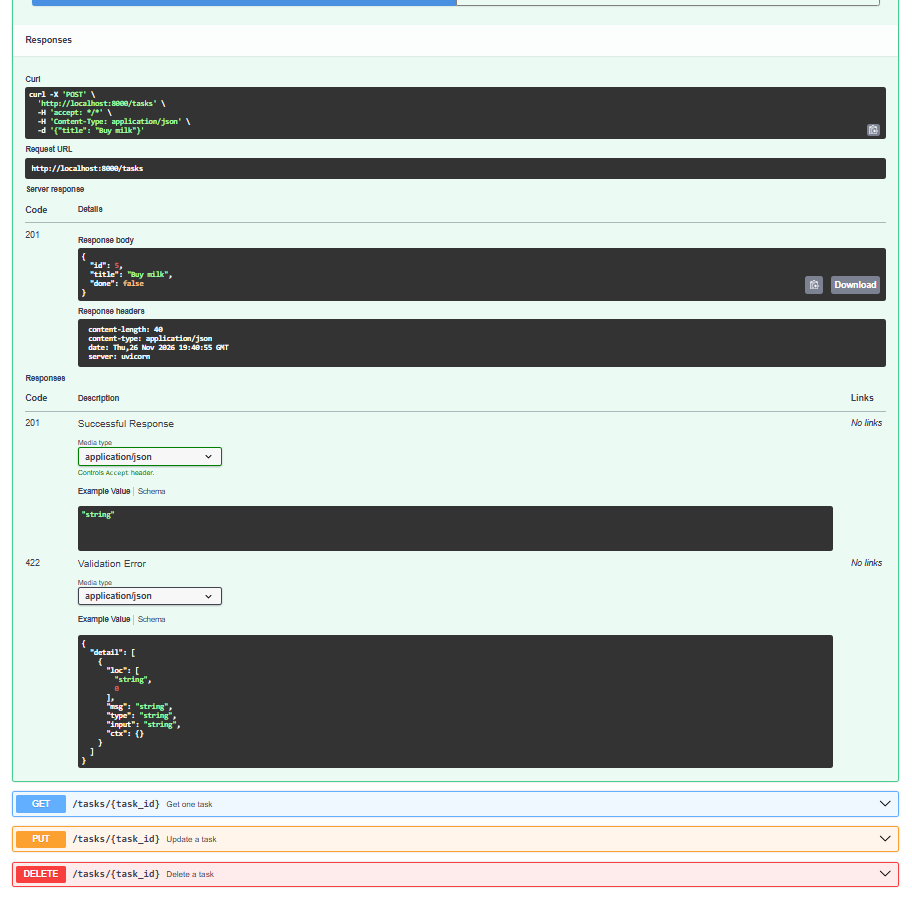 Responses
Curl
curl -X 'POST' \
  'http://localhost:8000/tasks' \
  -H 'accept: */*' \
  -H 'Content-Type: application/json' \
  -d '{"title": "Buy milk"}'
Request URL
http://localhost:8000/tasks
Server response
Code Details
201
Response body
{
  "id": 5,
  "title": "Buy milk",
  "done": false
}
Download
Response headers
content-length: 40
content-type: application/json
date: Thu,26 Nov 2026 19:40:55 GMT
server: uvicorn
Responses
Code Description Links
201 Successful Response No links
Media type
application/json
Controls Accept header.
Example Value | Schema
"string"
422 Validation Error No links
Media type
application/json
Example Value | Schema
{
  "detail": [
    {
      "loc": [
        "string",
        0
      ],
      "msg": "string",
      "type": "string",
      "input": "string",
      "ctx": {}
    }
  ]
}
GET /tasks/{task_id} Get one task
PUT /tasks/{task_id} Update a task
DELETE /tasks/{task_id} Delete a task